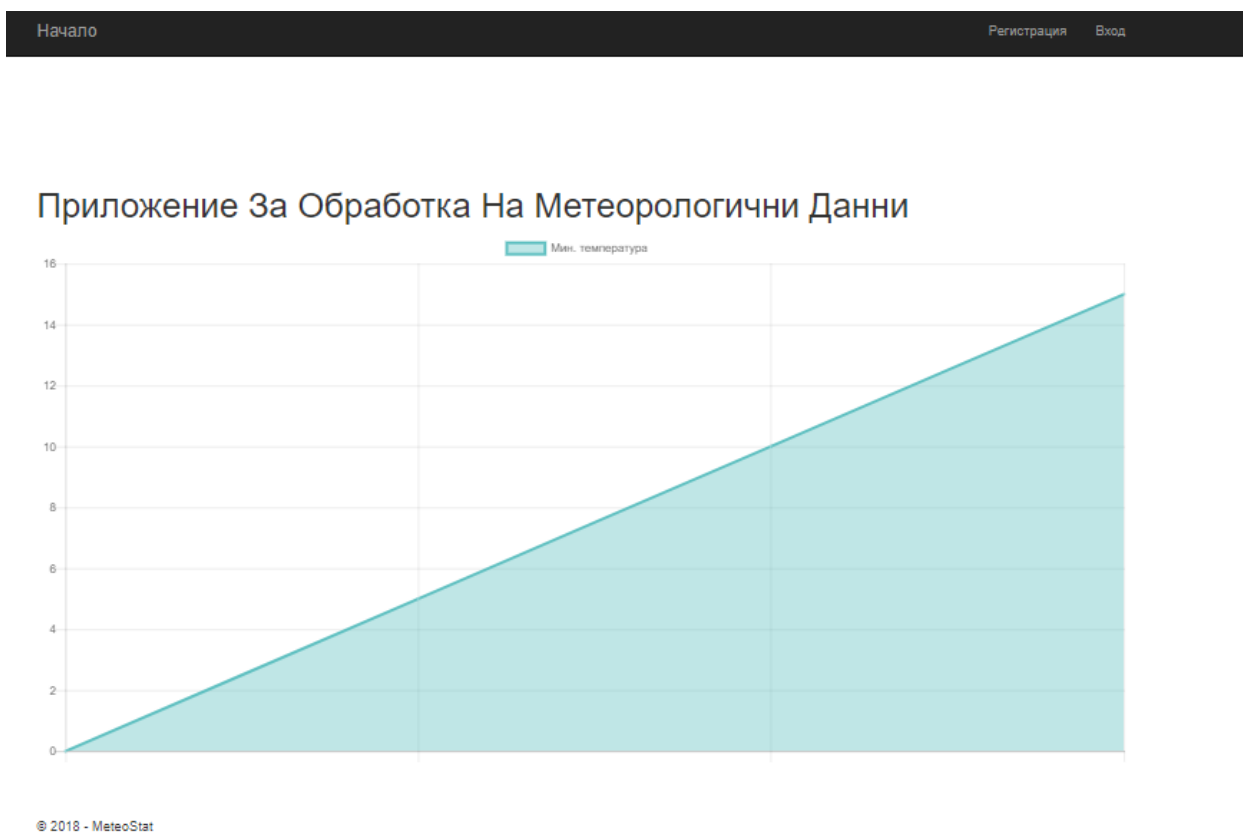 Начало Регистрация Вход
Приложение За Обработка На Метеорологични Данни
Мин. температура
16
14
12
10
8
6
4
2
0
© 2018 - MeteoStat